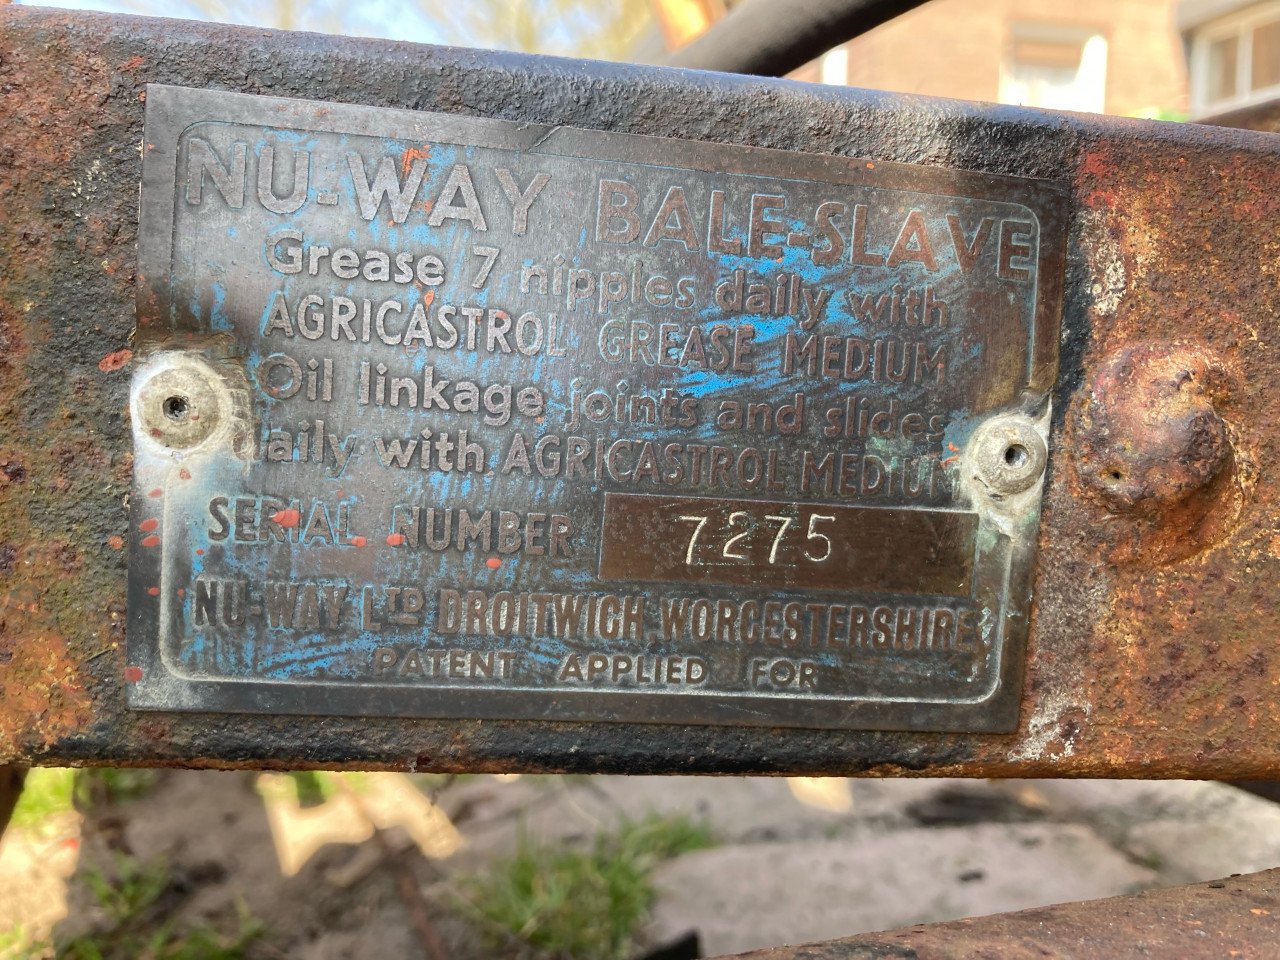 NU-WAY BALE-SLAVE
Grease 7 nipples daily with
AGRICASTROL GREASE MEDIUM
Oil linkage joints and slides
daily with AGRICASTROL MEDIUM
SERIAL NUMBER 7275
NU-WAY LTD DROITWICH WORCESTERSHIRE
PATENT APPLIED FOR